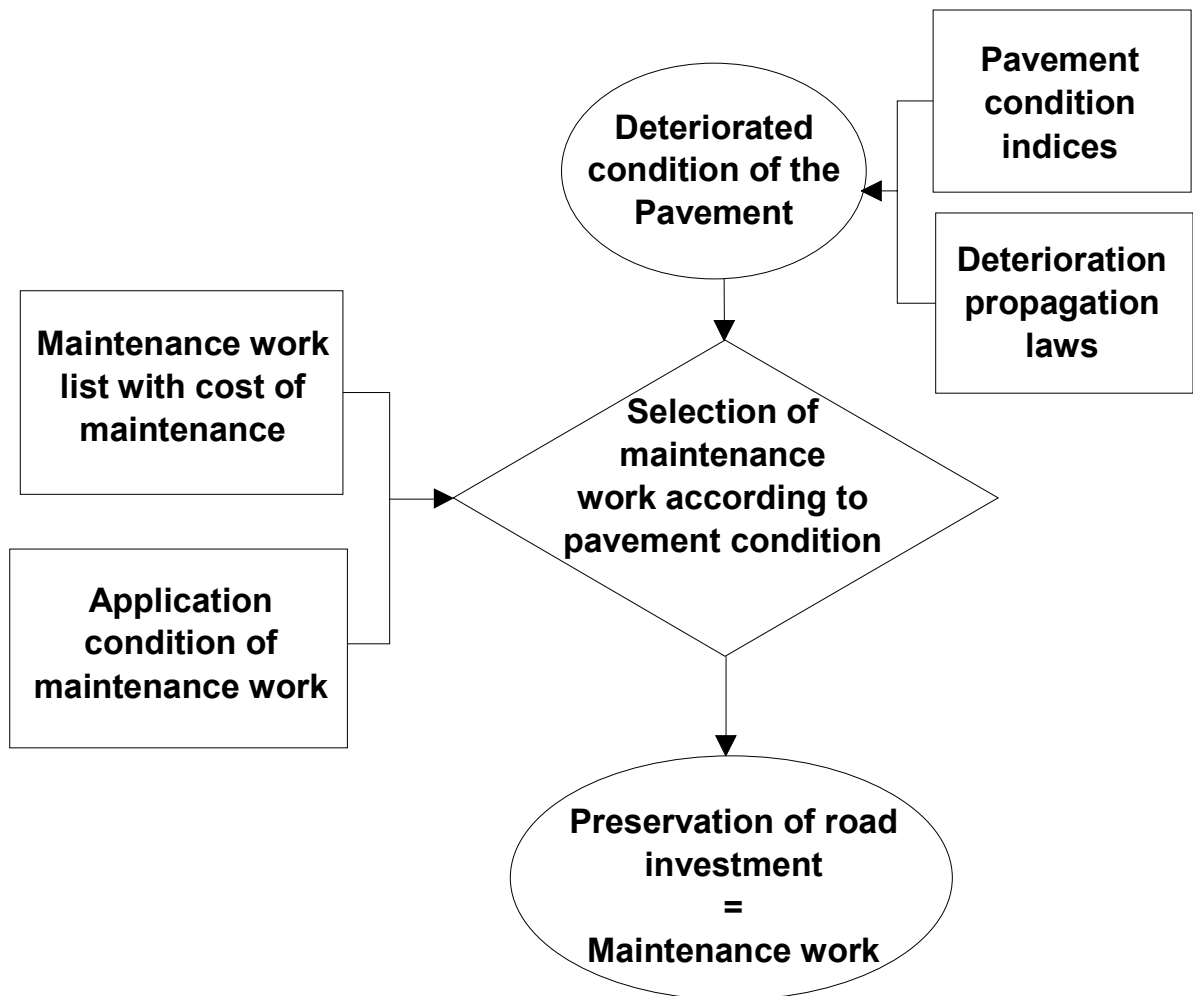 Pavement
condition
indices
Deteriorated
condition of the
Pavement
Deterioration
propagation
laws
Maintenance work
list with cost of
maintenance
Selection of
maintenance
work according to
pavement condition
Application
condition of
maintenance work
Preservation of road
investment
=
Maintenance work